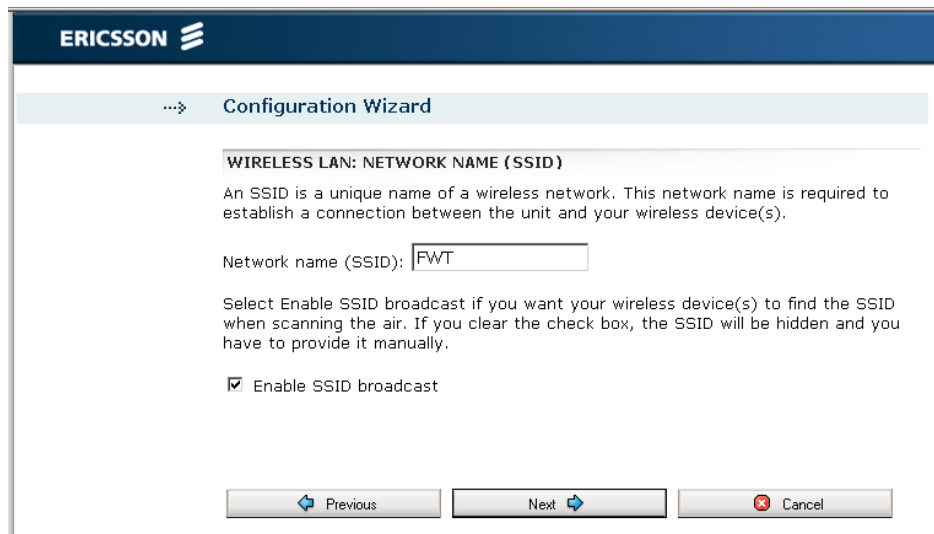 ERICSSON
Configuration Wizard
WIRELESS LAN: NETWORK NAME (SSID)
An SSID is a unique name of a wireless network. This network name is required to
establish a connection between the unit and your wireless device(s).
Network name (SSID): FWT
Select Enable SSID broadcast if you want your wireless device(s) to find the SSID
when scanning the air. If you clear the check box, the SSID will be hidden and you
have to provide it manually.
Enable SSID broadcast
Previous Next Cancel